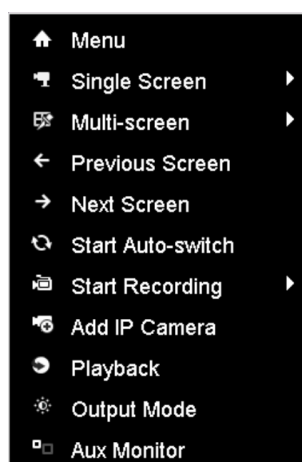 Menu
Single Screen
Multi-screen
Previous Screen
Next Screen
Start Auto-switch
Start Recording
Add IP Camera
Playback
Output Mode
Aux Monitor